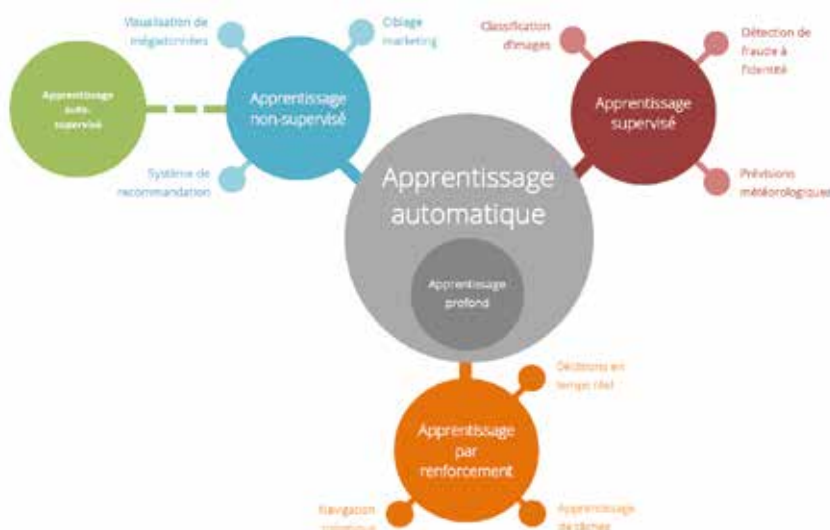 Visualisation de
mégadonnées
Ciblage
marketing
Apprentissage
auto-
supervisé
Apprentissage
non-supervisé
Système de
recommandation
Classification
d'images
Détection de
fraude à
l'identité
Apprentissage
supervisé
Prévisions
météorologiques
Apprentissage
automatique
Apprentissage
profond
Décisions en
temps réel
Apprentissage
par
renforcement
Navigation
Apprentissage
de tâches